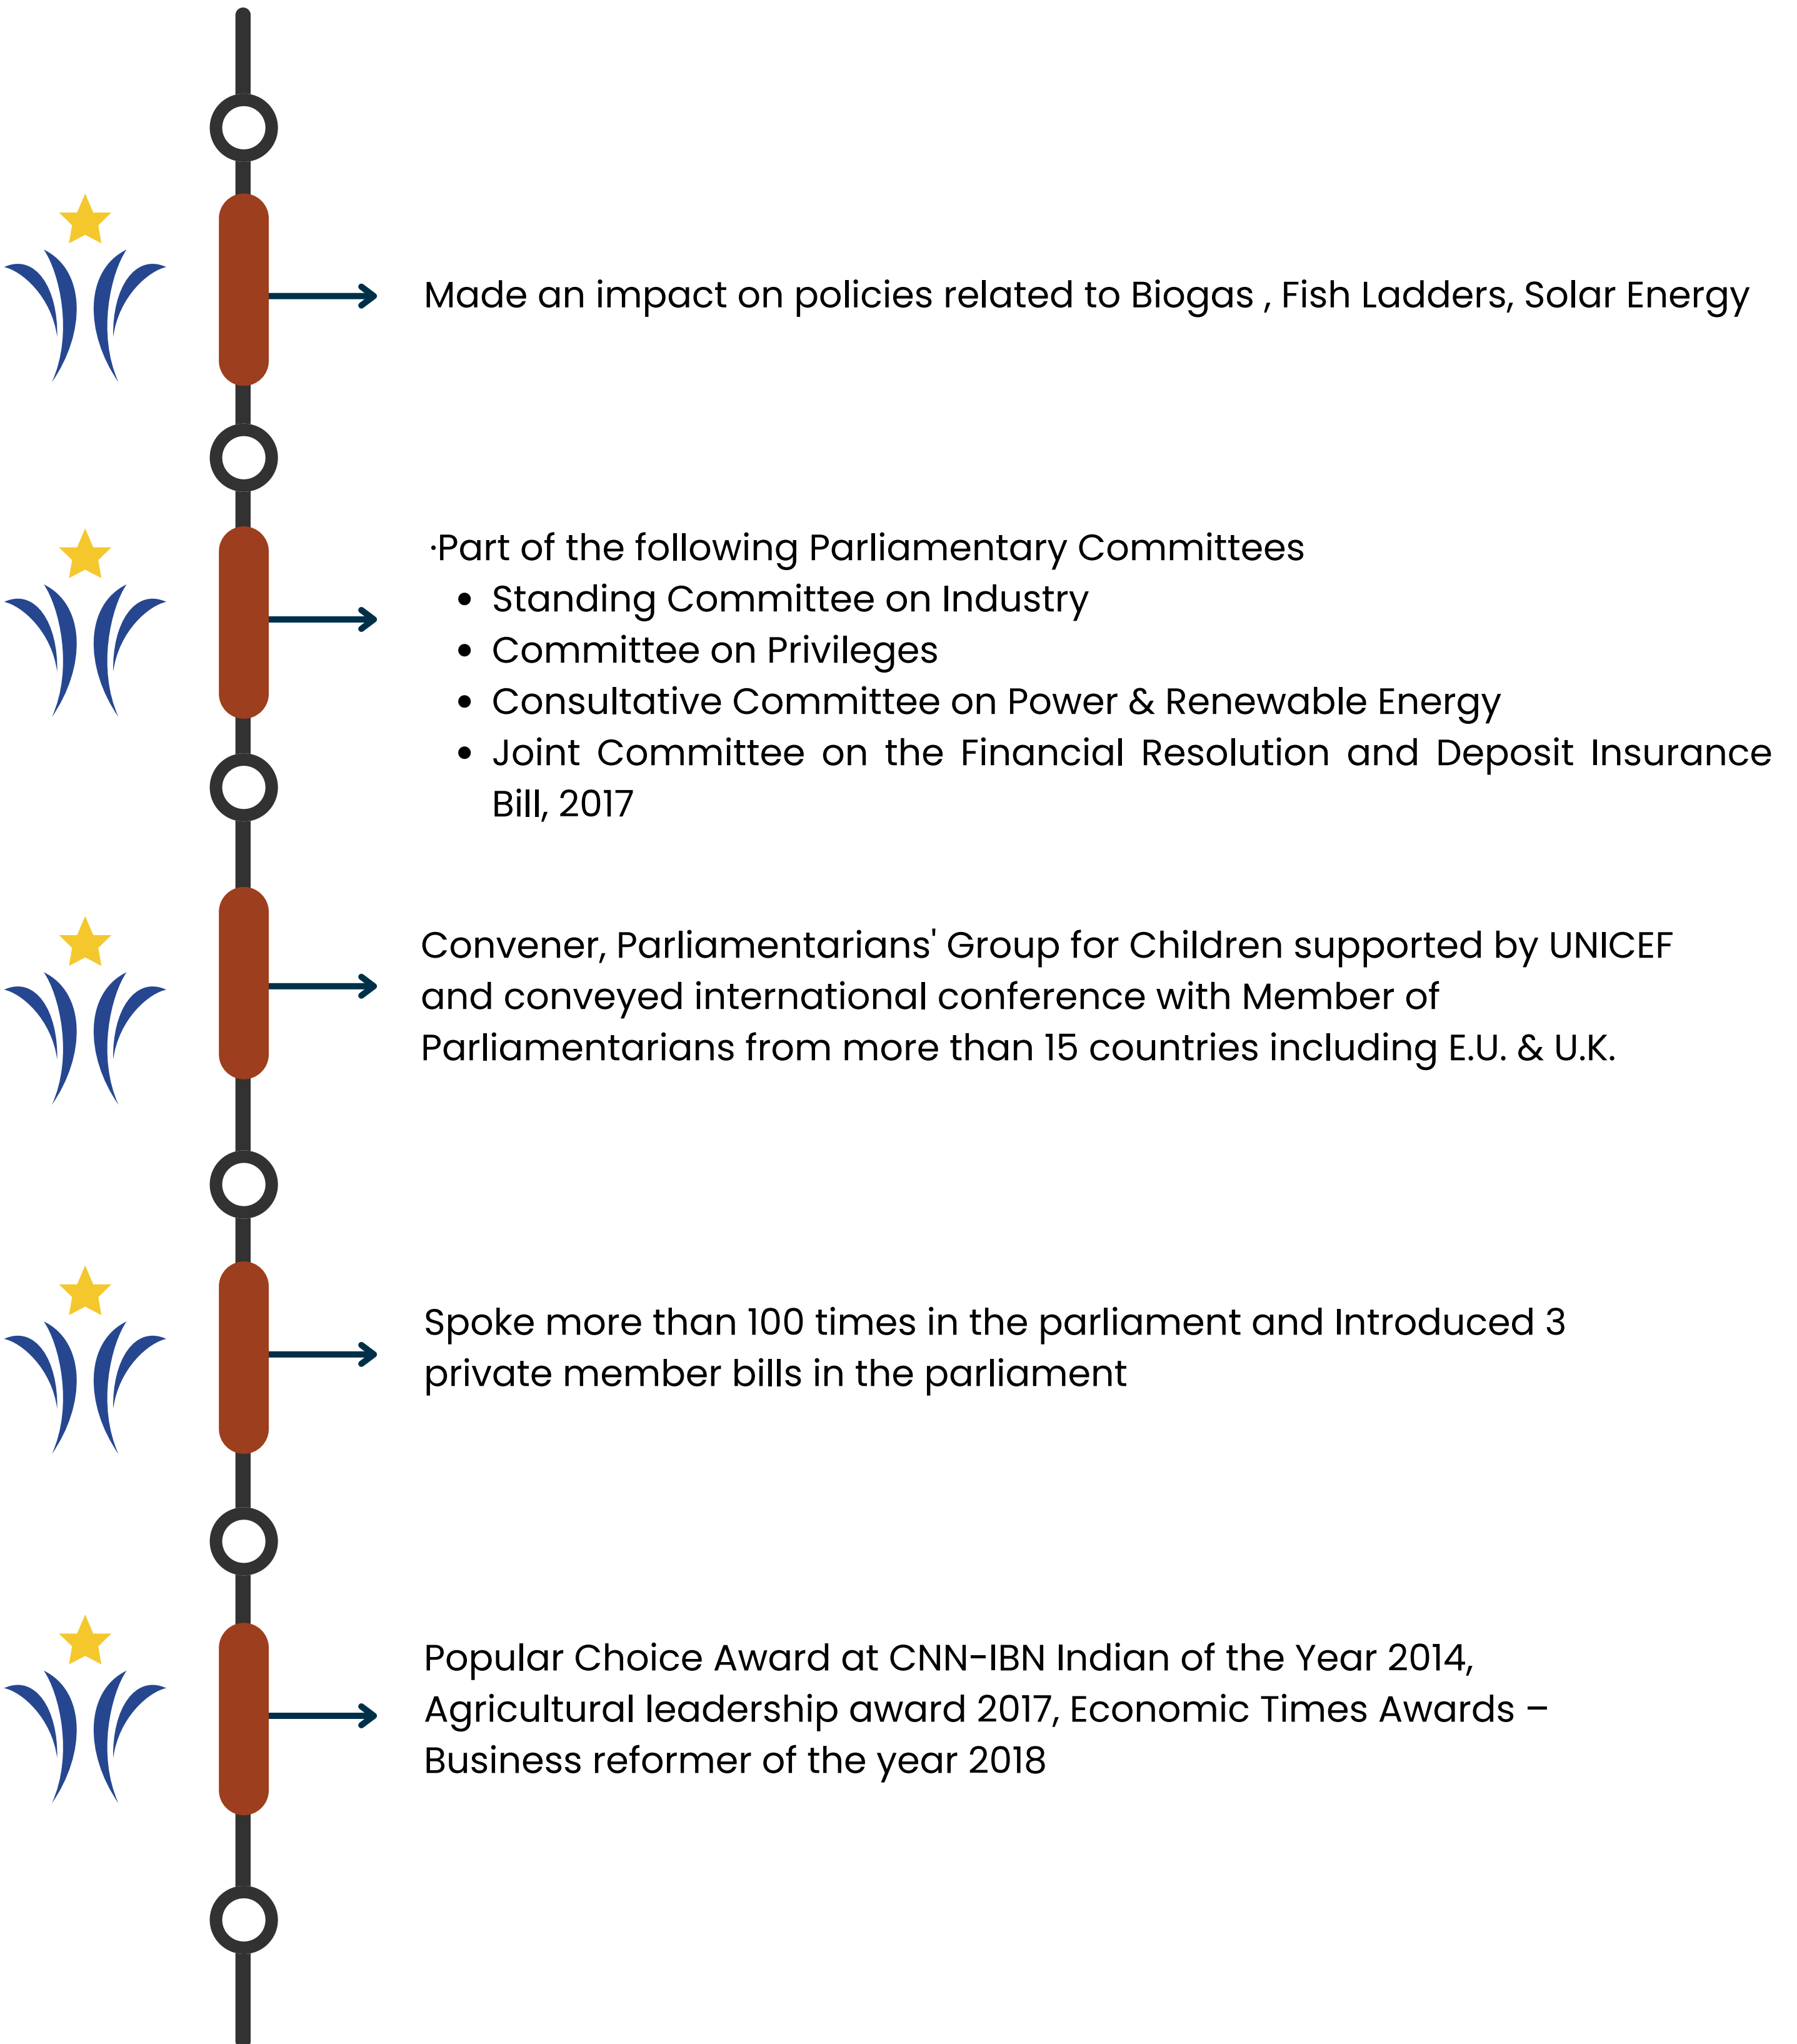 Made an impact on policies related to Biogas , Fish Ladders, Solar Energy
·Part of the following Parliamentary Committees
• Standing Committee on Industry
• Committee on Privileges
• Consultative Committee on Power & Renewable Energy
• Joint Committee on the Financial Resolution and Deposit Insurance
Bill, 2017
Convener, Parliamentarians' Group for Children supported by UNICEF
and conveyed international conference with Member of
Parliamentarians from more than 15 countries including E.U. & U.K.
Spoke more than 100 times in the parliament and Introduced 3
private member bills in the parliament
Popular Choice Award at CNN-IBN Indian of the Year 2014,
Agricultural leadership award 2017, Economic Times Awards –
Business reformer of the year 2018